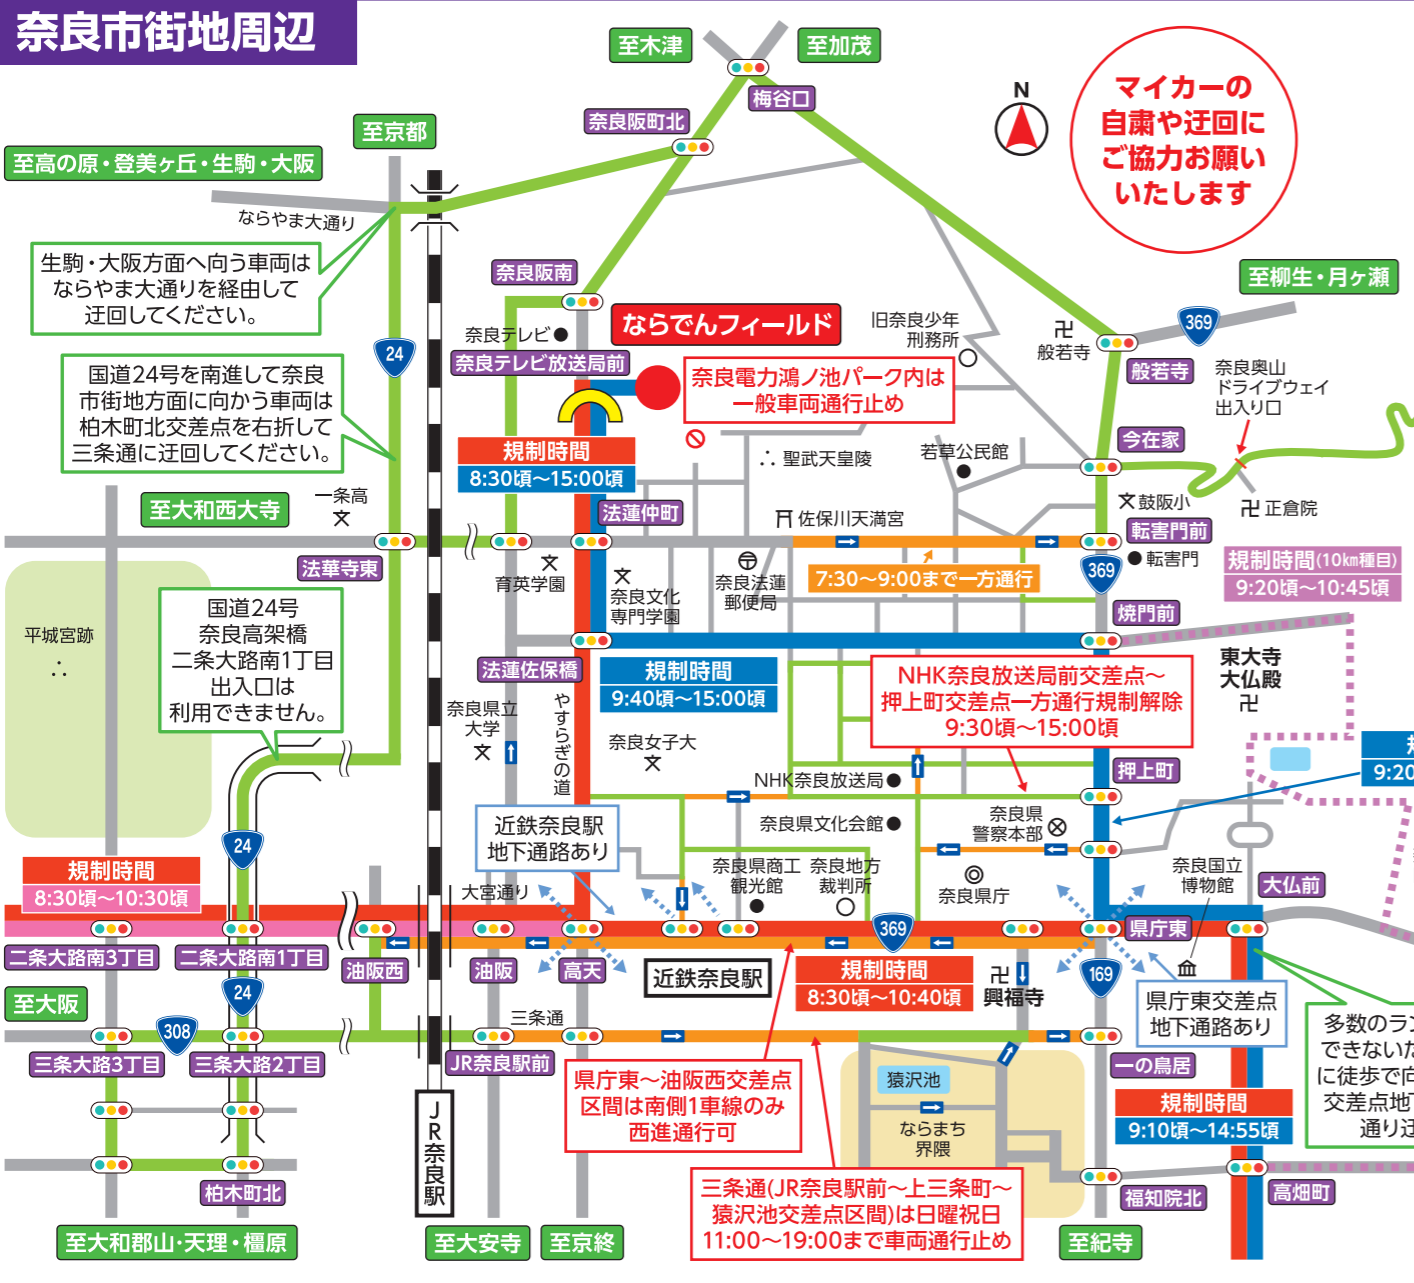 奈良市街地周辺
至木津
至加茂
梅谷口
奈良阪町北
N
マイカーの
自粛や迂回に
ご協力お願い
いたします
至京都
至高の原・登美ヶ丘・生駒・大阪
ならやま大通り
生駒・大阪方面へ向う車両は
ならやま大通りを経由して
迂回してください。
奈良阪南
至柳生・月ヶ瀬
369
24
国道24号を南進して奈良
市街地方面に向かう車両は
柏木町北交差点を右折して
三条通に迂回してください。
奈良テレビ
奈良テレビ放送局前
ならでんフィールド
奈良電力鴻ノ池パーク内は
一般車両通行止め
旧奈良少年
刑務所
卍
般若寺
般若寺
奈良奥山
ドライブウェイ
出入り口
規制時間
8:30頃〜15:00頃
聖武天皇陵
若草公民館
今在家
至大和西大寺
一条高
文
法蓮仲町
佐保川天満宮
文鼓阪小
卍正倉院
転害門前
転害門
法華寺東
文
育英学園
文
奈良文化
専門学園
奈良法蓮
郵便局
7:30〜9:00まで一方通行
369
規制時間(10km種目)
9:20頃〜10:45頃
国道24号
奈良高架橋
二条大路南1丁目
出入口は
利用できません。
平城宮跡
焼門前
法蓮佐保橋
規制時間
9:40頃〜15:00頃
NHK奈良放送局前交差点〜
押上町交差点一方通行規制解除
9:30頃〜15:00頃
東大寺
大仏殿
卍
奈良県立
大学
文
やすらぎの道
奈良女子大
文
9:20
NHK奈良放送局
押上町
近鉄奈良駅
地下通路あり
奈良県文化会館
奈良県
警察本部
24
規制時間
8:30頃〜10:30頃
大宮通り
奈良県商工
観光館
奈良地方
裁判所
奈良県庁
奈良国立
博物館
大仏前
二条大路南3丁目
二条大路南1丁目
油阪西
油阪
高天
近鉄奈良駅
369
県庁東
規制時間
8:30頃〜10:40頃
卍
興福寺
169
県庁東交差点
地下通路あり
24
至大阪
308
三条通
三条大路3丁目
三条大路2丁目
JR奈良駅前
県庁東〜油阪西交差点
区間は南側1車線のみ
西進通行可
猿沢池
ならまち
界隈
一の鳥居
規制時間
9:10頃〜14:55頃
多数のラン
できないた
に徒歩で向
交差点地下
通り迂
JR奈良駅
柏木町北
三条通(JR奈良駅前〜上三条町〜
猿沢池交差点区間)は日曜祝日
11:00〜19:00まで車両通行止め
福知院北
高畑町
至大和郡山・天理・橿原
至大安寺
至京終
至紀寺